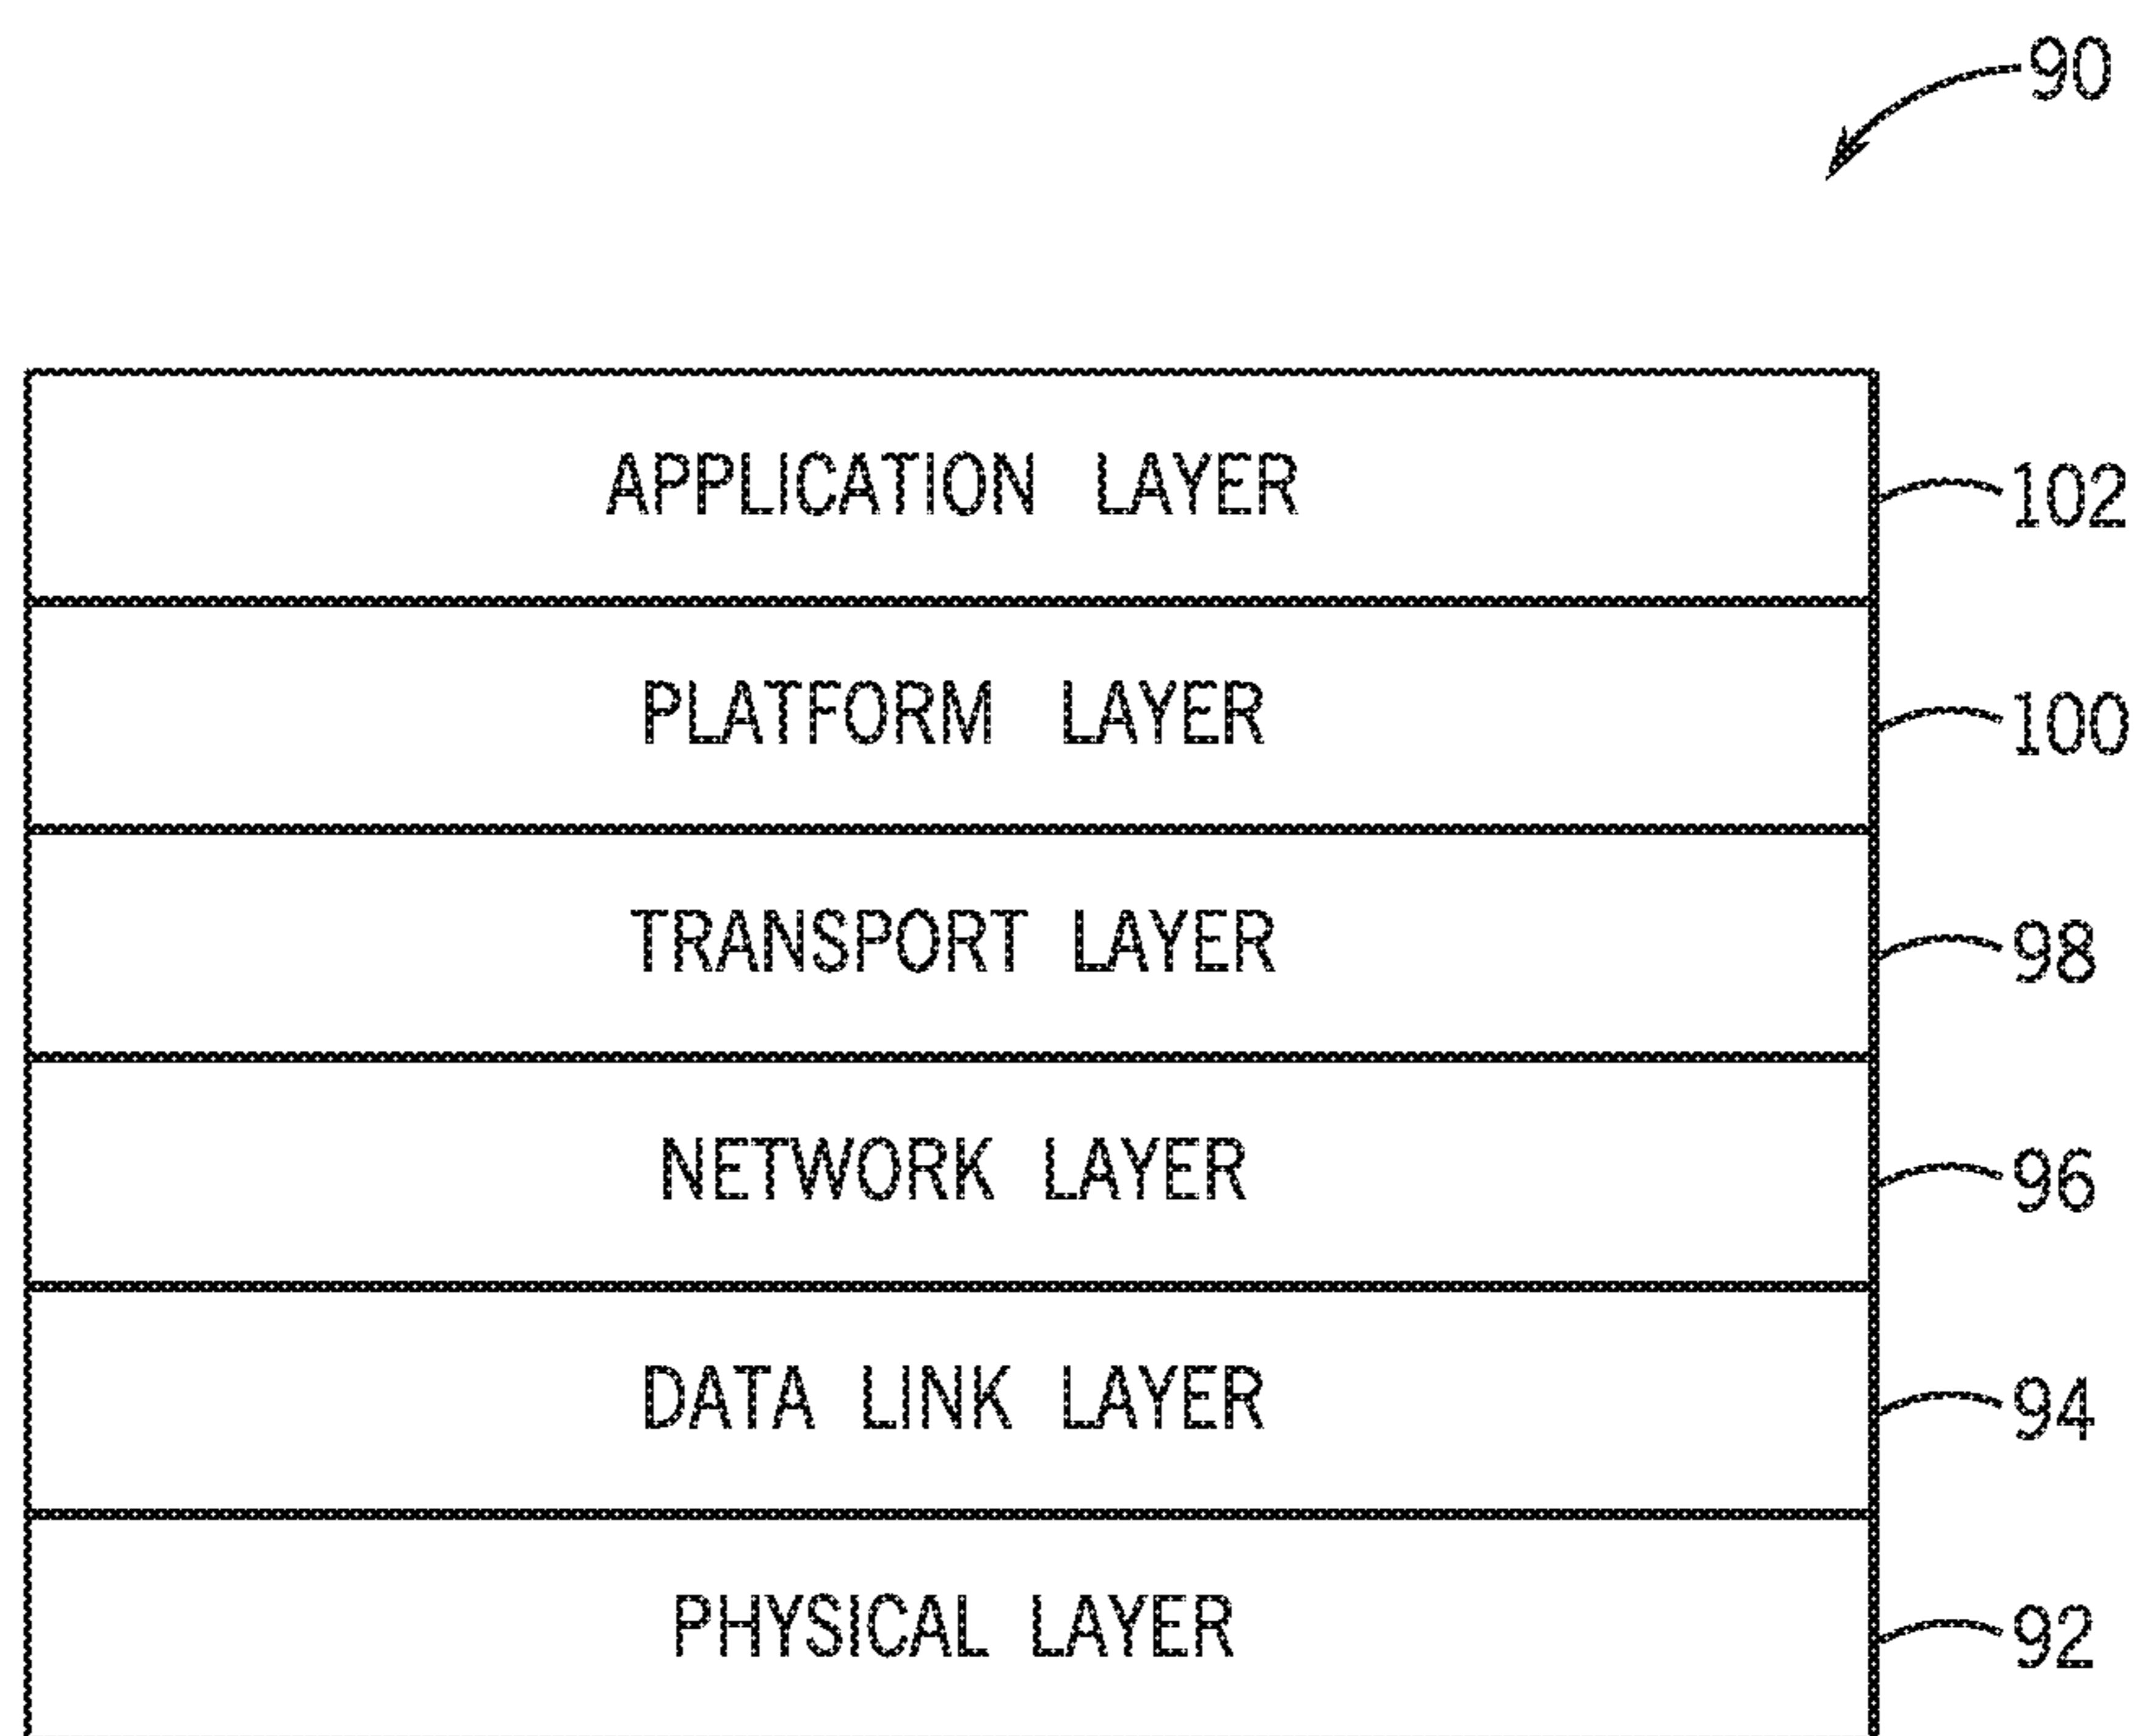 90
APPLICATION LAYER 102
PLATFORM LAYER 100
TRANSPORT LAYER 98
NETWORK LAYER 96
DATA LINK LAYER 94
PHYSICAL LAYER 92